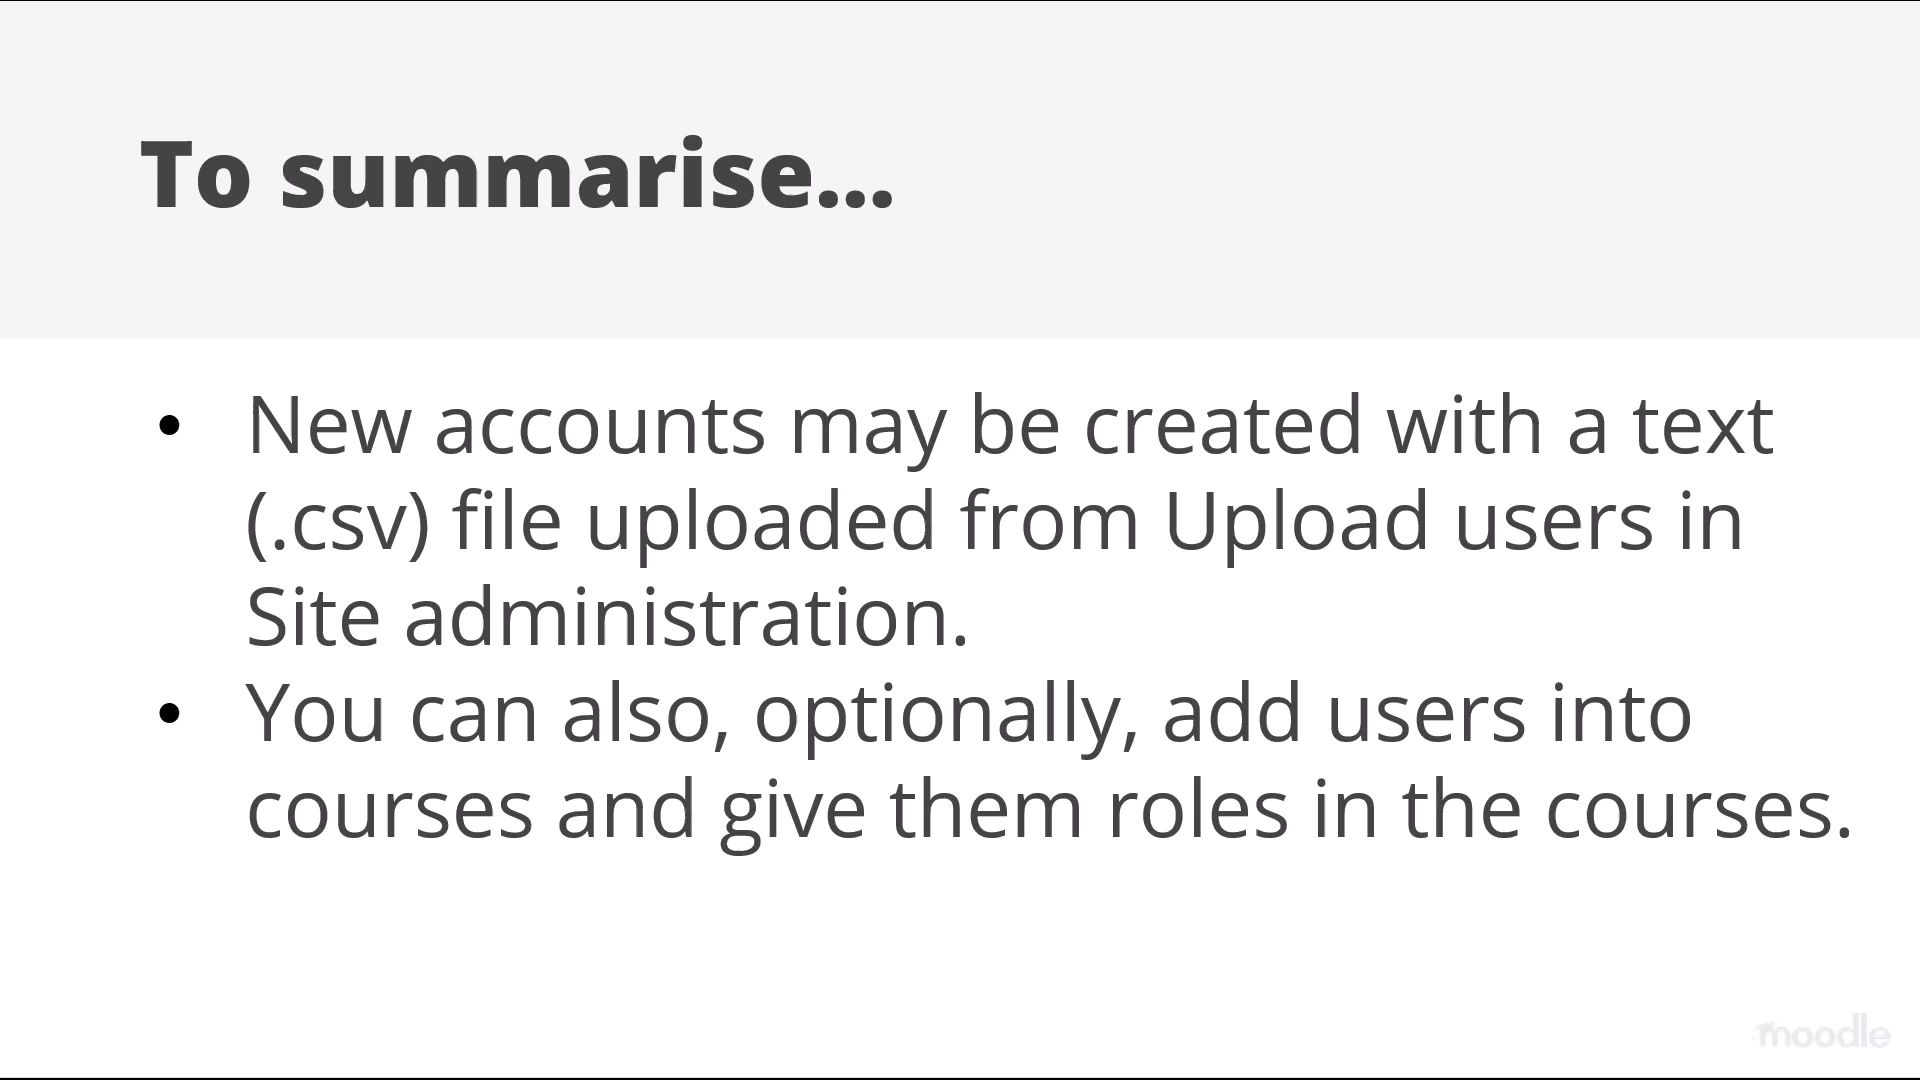 To summarise...
• New accounts may be created with a text
(.csv) file uploaded from Upload users in
Site administration.
• You can also, optionally, add users into
courses and give them roles in the courses.
moodle